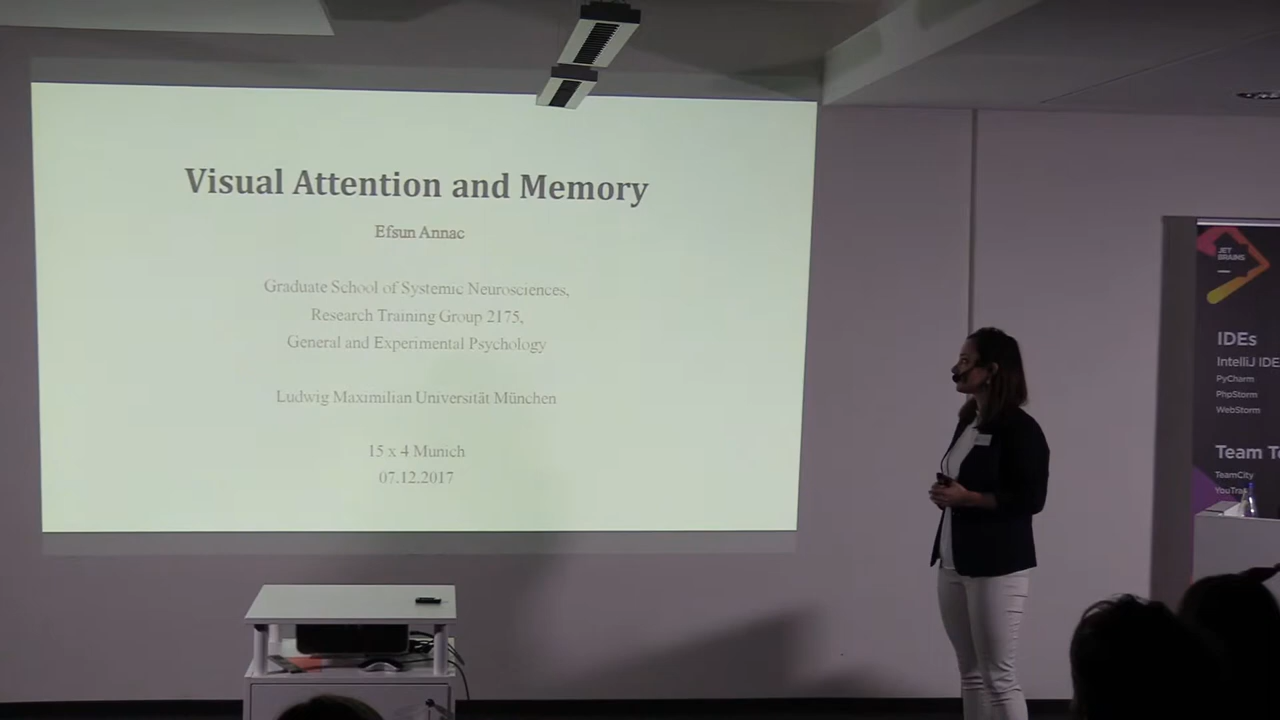 Visual Attention and Memory
Efsun Annac
Graduate School of Systemic Neurosciences,
Research Training Group 2175,
General and Experimental Psychology
Ludwig Maximilian Universität München
15 x 4 Munich
07.12.2017
JET
BRAINS
IDEs
IntelliJ IDE
PyCharm
PhpStorm
WebStorm
Team T
TeamCity
YouTra